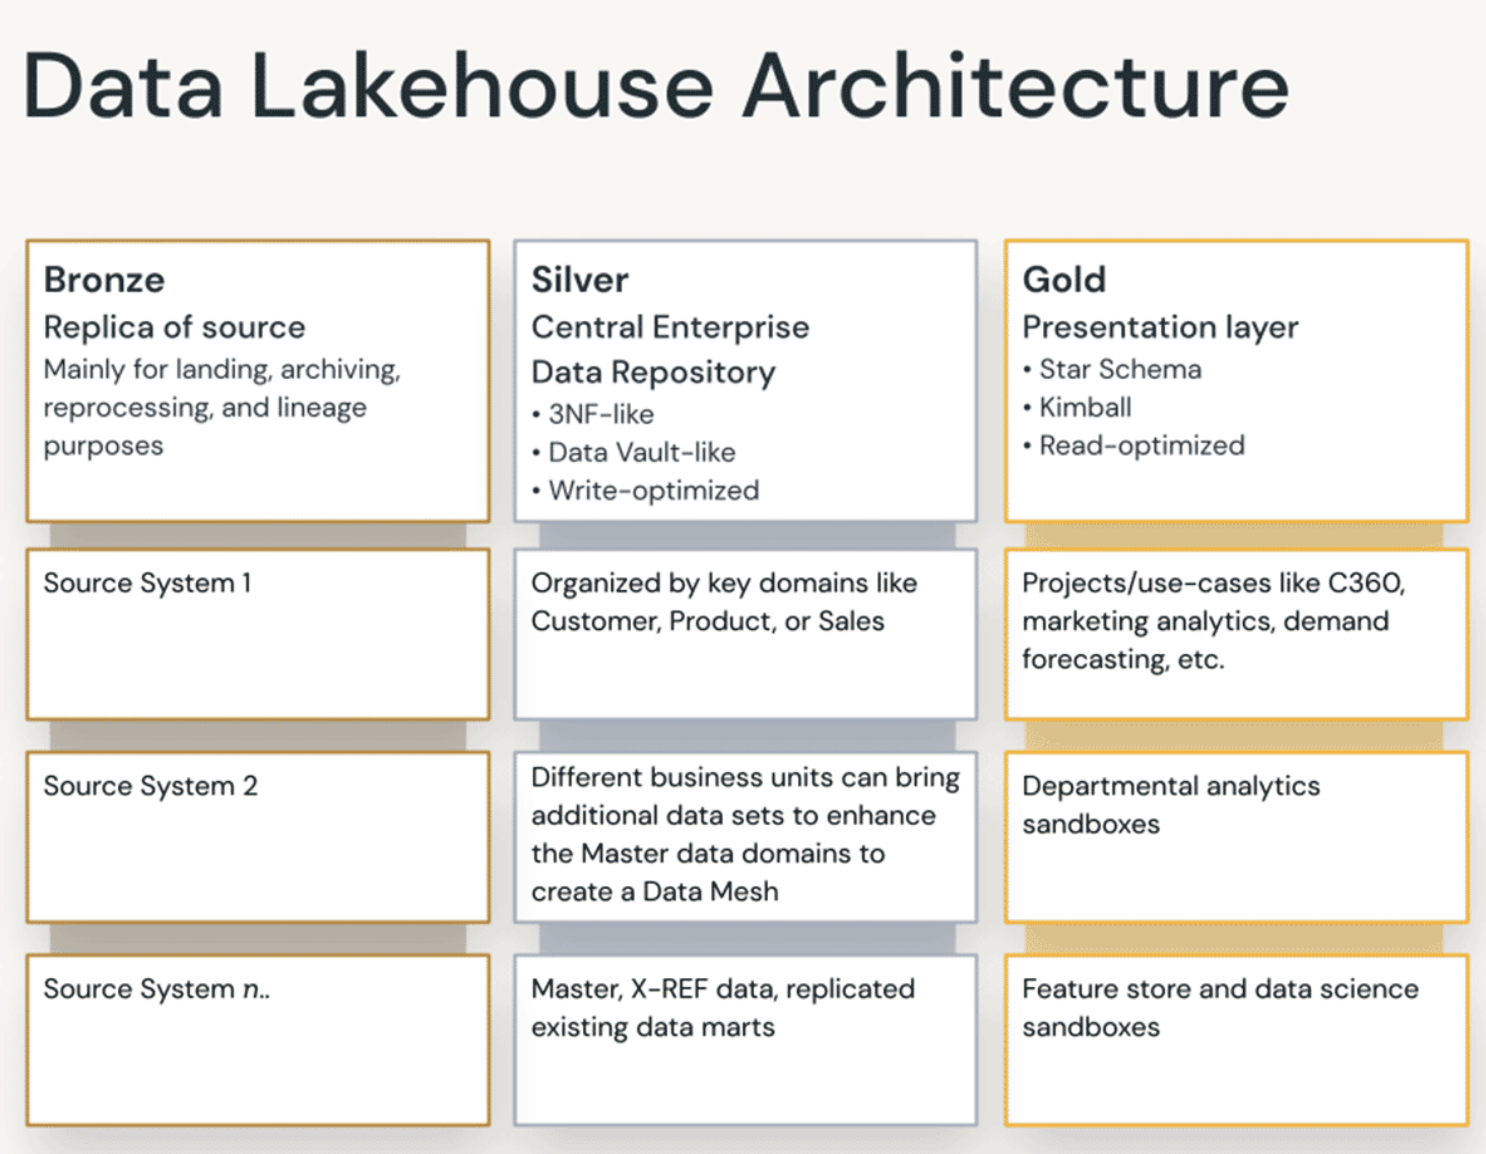 Data Lakehouse Architecture
Bronze
Replica of source
Mainly for landing, archiving,
reprocessing, and lineage
purposes
Silver
Central Enterprise
Data Repository
• 3NF-like
• Data Vault-like
• Write-optimized
Gold
Presentation layer
• Star Schema
• Kimball
• Read-optimized
Source System 1
Organized by key domains like
Customer, Product, or Sales
Projects/use-cases like C360,
marketing analytics, demand
forecasting, etc.
Source System 2
Different business units can bring
additional data sets to enhance
the Master data domains to
create a Data Mesh
Departmental analytics
sandboxes
Source System n..
Master, X-REF data, replicated
existing data marts
Feature store and data science
sandboxes